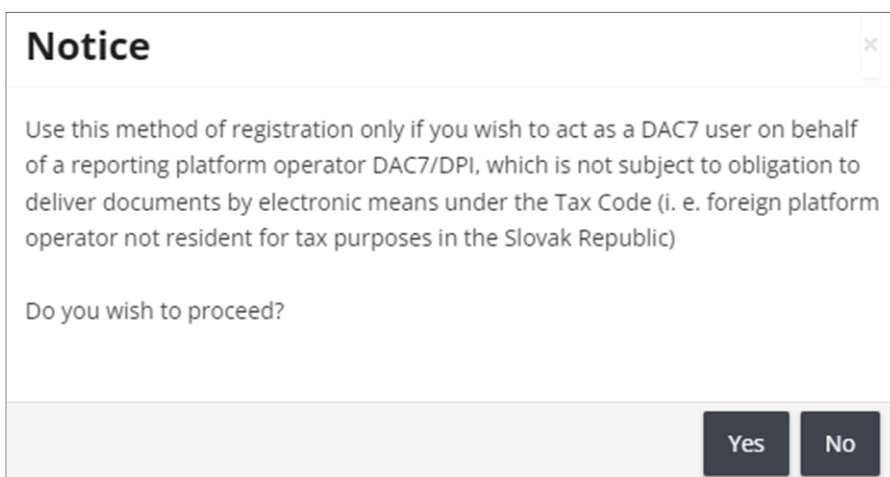 Notice
×
Use this method of registration only if you wish to act as a DAC7 user on behalf
of a reporting platform operator DAC7/DPI, which is not subject to obligation to
deliver documents by electronic means under the Tax Code (i. e. foreign platform
operator not resident for tax purposes in the Slovak Republic)
Do you wish to proceed?
Yes No